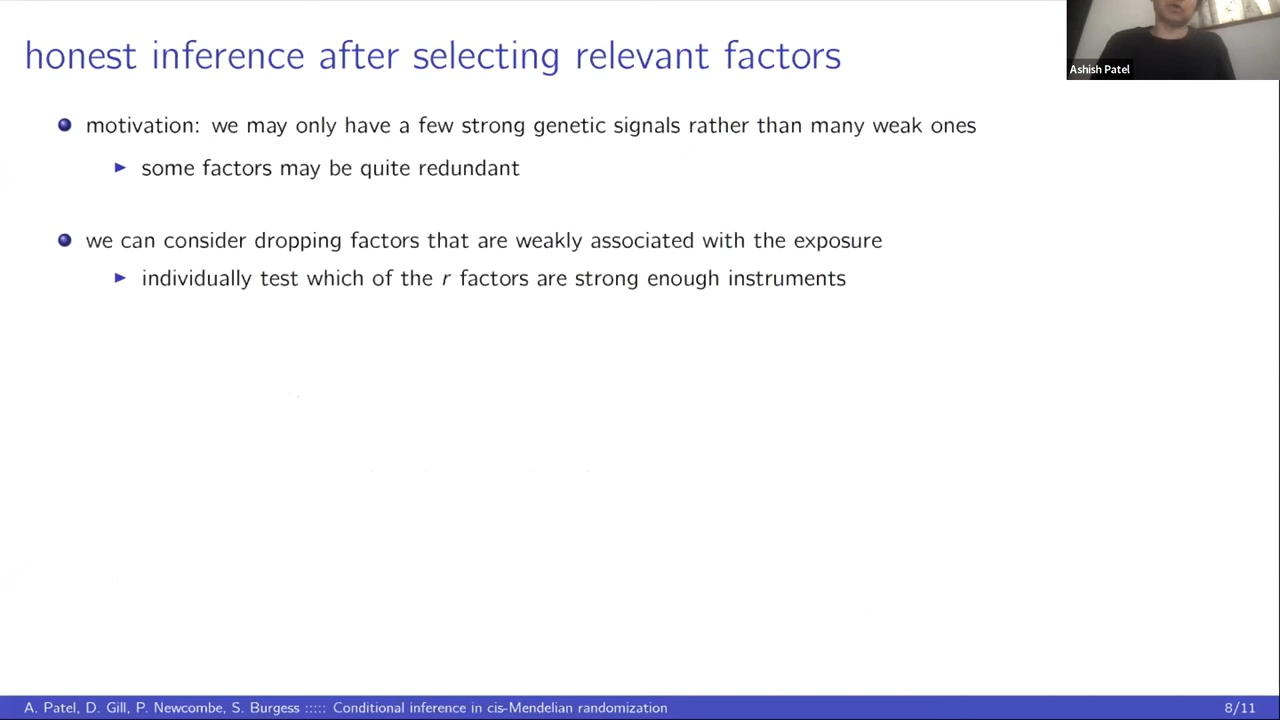 honest inference after selecting relevant factors
Ashish Patel
motivation: we may only have a few strong genetic signals rather than many weak ones
some factors may be quite redundant
we can consider dropping factors that are weakly associated with the exposure
individually test which of the r factors are strong enough instruments
A. Patel, D. Gill, P. Newcombe, S. Burgess ::::: Conditional inference in cis-Mendelian randomization 8/11